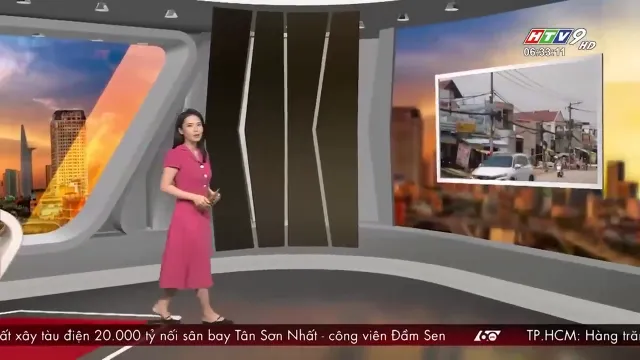 HTV9 HD
06:33:11
ất xây tàu điện 20.000 tỷ nối sân bay Tân Sơn Nhất - công viên Đầm Sen
TP.HCM: Hàng tră